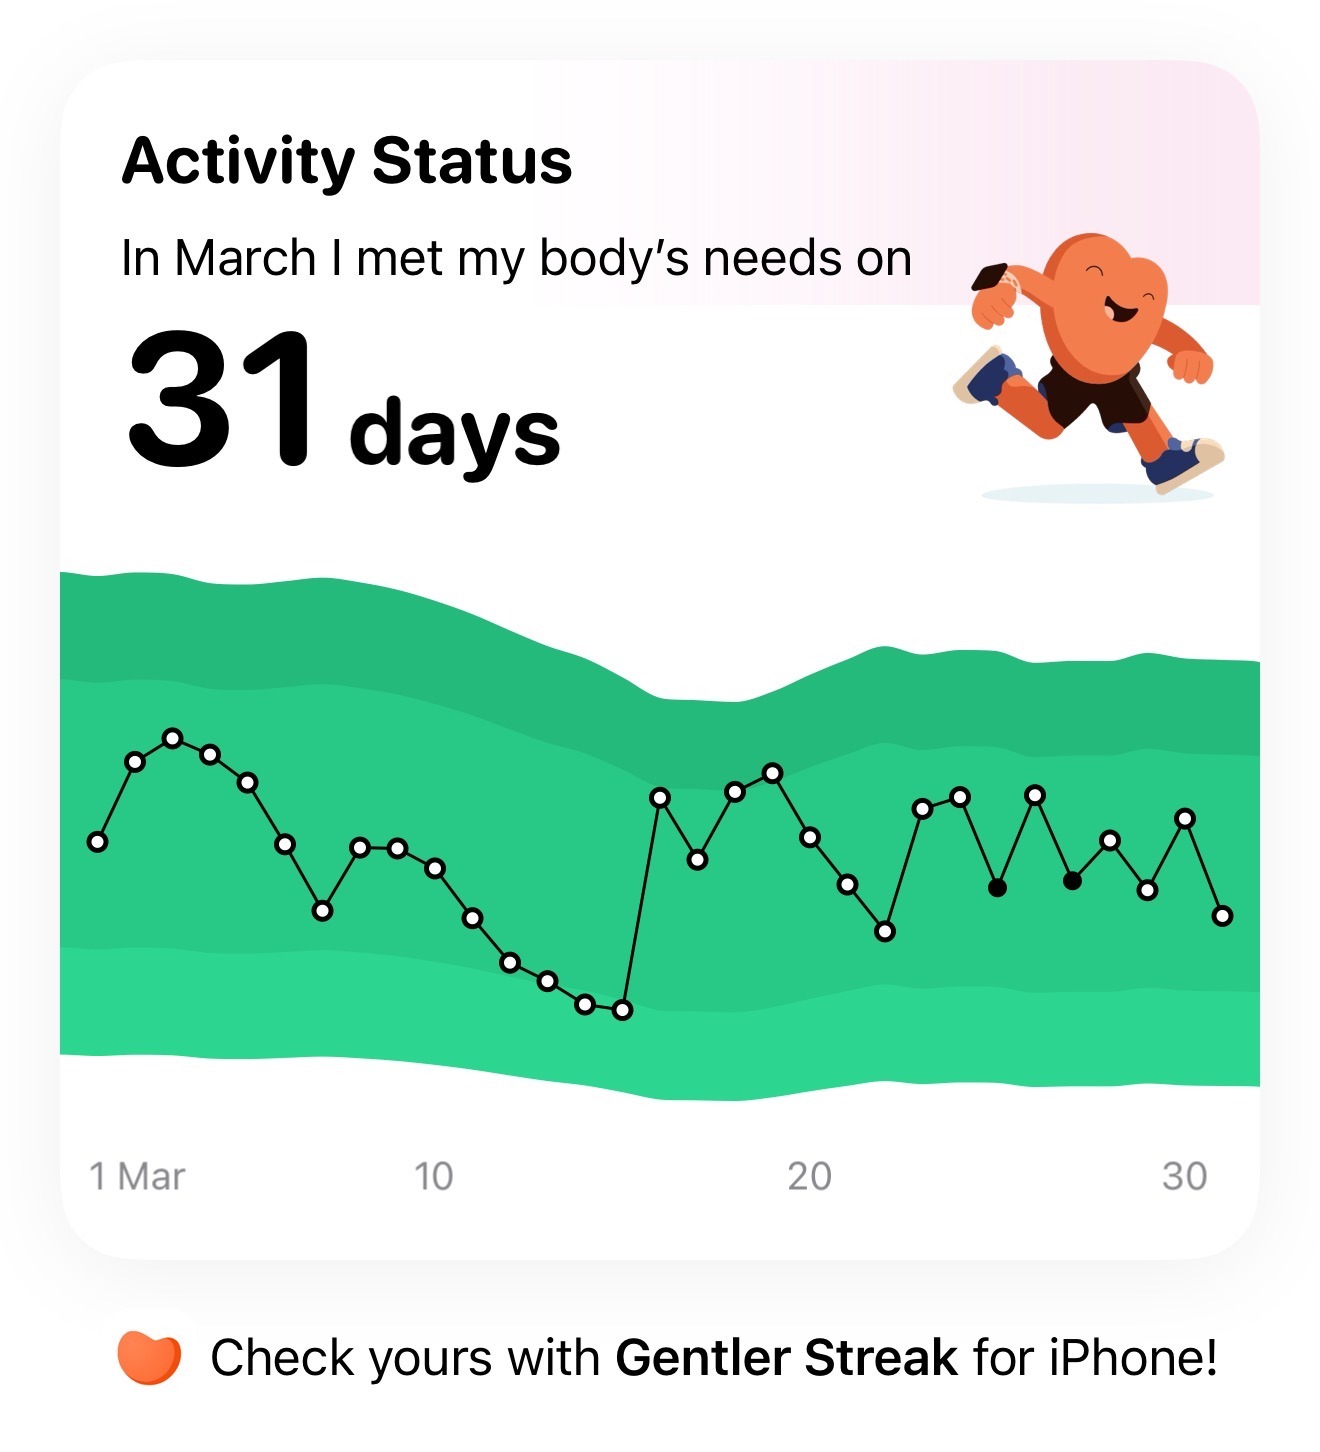 Activity Status
In March I met my body’s needs on
31 days
1 Mar 10 20 30
Check yours with Gentler Streak for iPhone!